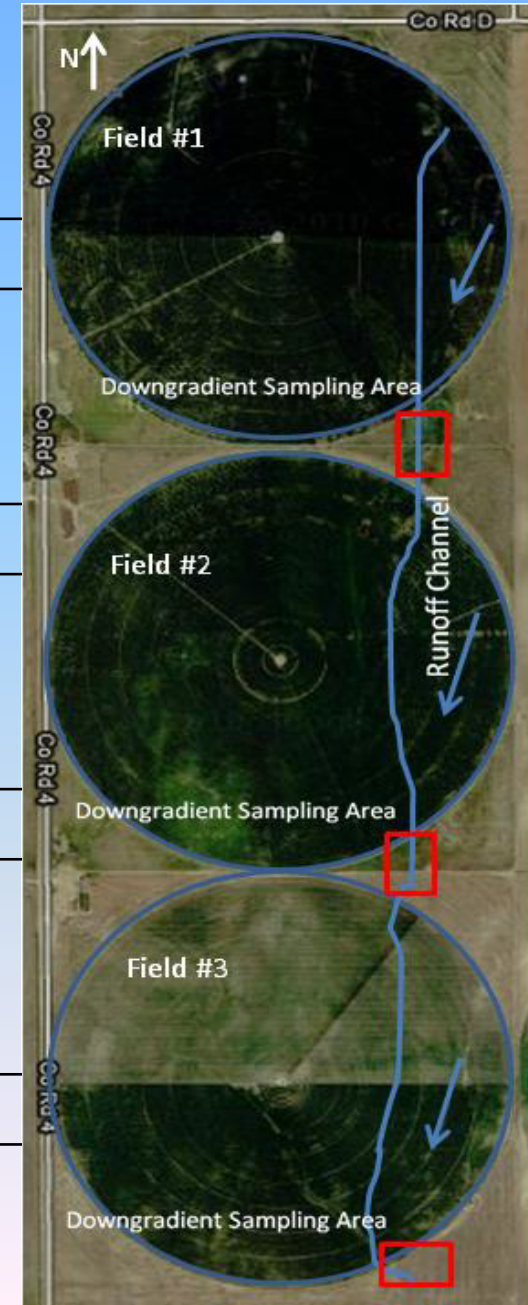 Co Rd D
N
Field #1
Co Rd 4
Downgradient Sampling Area
Co Rd 4
Runoff Channel
Field #2
Co Rd 4
Downgradient Sampling Area
Field #3
Co Rd 4
Downgradient Sampling Area